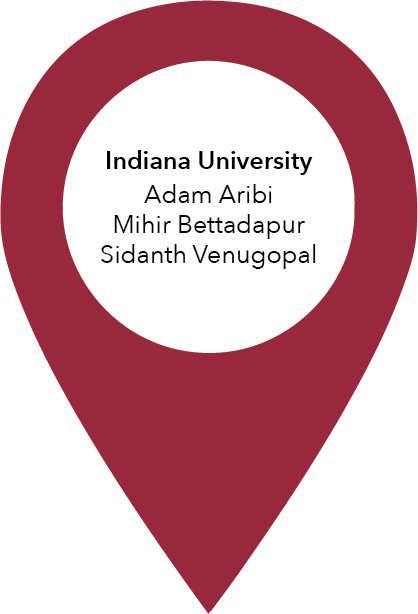 Indiana University
Adam Aribi
Mihir Bettadapur
Sidanth Venugopal